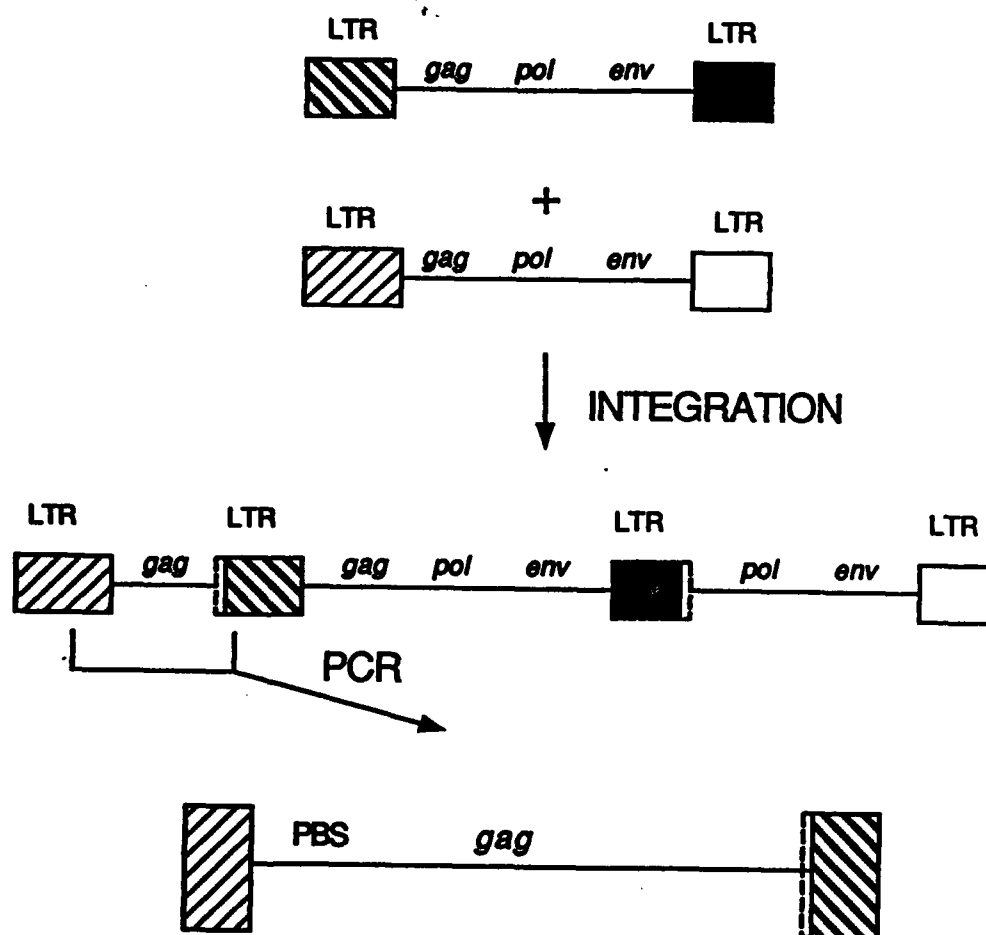 LTR LTR
gag pol env
+
LTR LTR
gag pol env
INTEGRATION
LTR LTR LTR LTR
gag gag pol env pol env
PCR
PBS gag